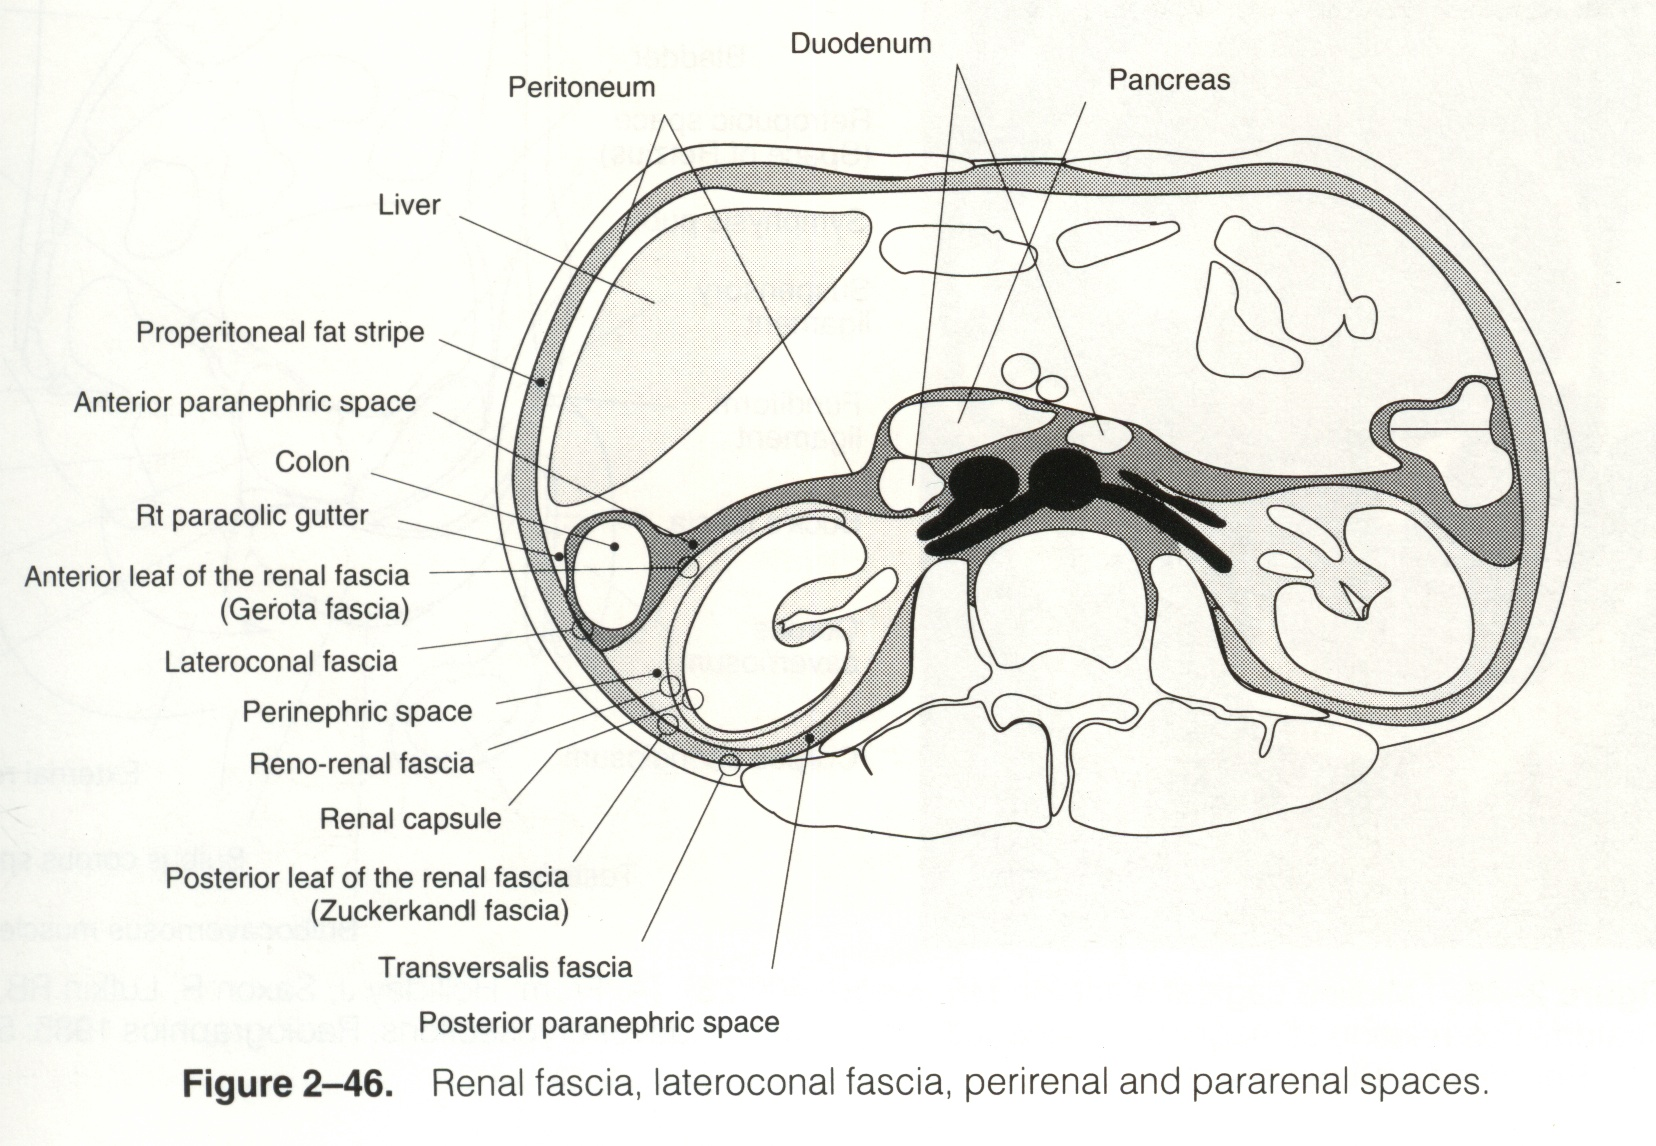 Duodenum
Peritoneum
Pancreas
Liver
Properitoneal fat stripe
Anterior paranephric space
Colon
Rt paracolic gutter
Anterior leaf of the renal fascia
(Gerota fascia)
Lateroconal fascia
Perinephric space
Reno-renal fascia
Renal capsule
Posterior leaf of the renal fascia
(Zuckerkandl fascia)
Transversalis fascia
Posterior paranephric space
Figure 2–46. Renal fascia, lateroconal fascia, perirenal and pararenal spaces.